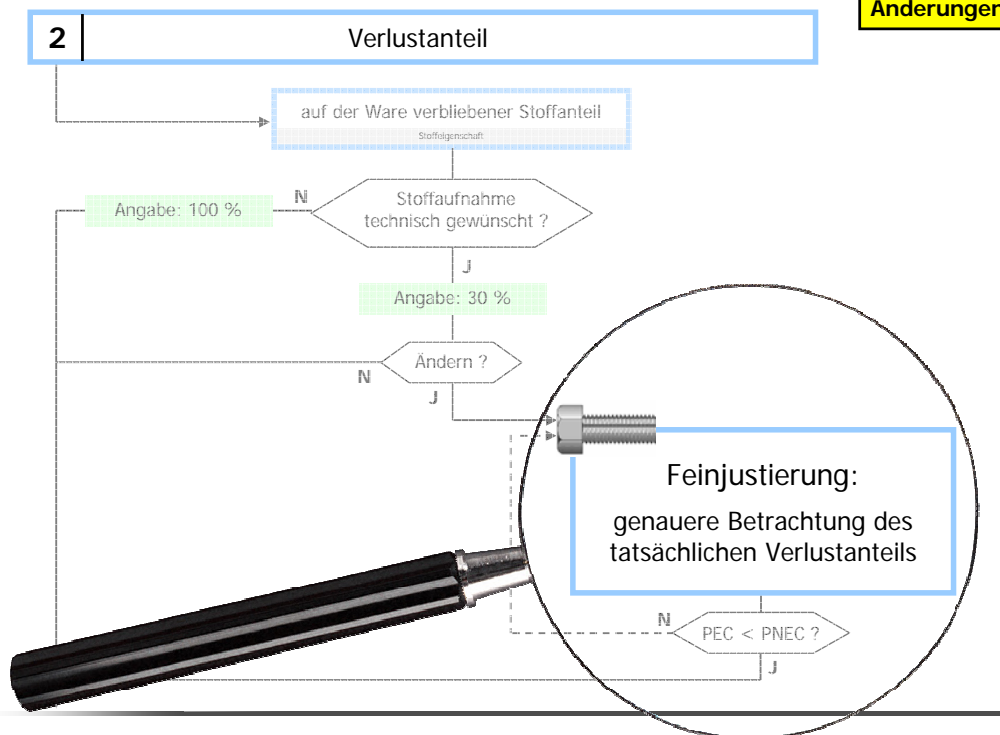 Änderungen
2 Verlustanteil
auf der Ware verbliebener Stoffanteil
Stoffeigenschaft
N
Angabe: 100 %
Stoffaufnahme
technisch gewünscht ?
J
Angabe: 30 %
Ändern ?
N
J
Feinjustierung:
genauere Betrachtung des
tatsächlichen Verlustanteils
N
PEC < PNEC ?
J